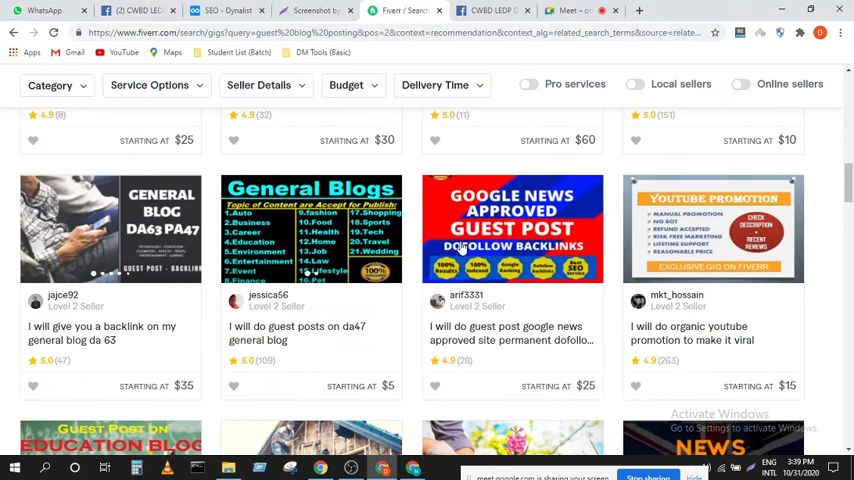 WhatsApp
(2) CWBD LEDP
SEO - Dynalist
Screenshot by
Fiverr / Search
CWBD LEDP D
Meet –
https://www.fiverr.com/search/gigs?query=guest%20blog%20posting&pos=2&context=recommendation&context_alg=related_search_terms&source=relate...
Apps
Gmail
YouTube
Maps
Student List (Batch)
DM Tools (Basic)
Category
Service Options
Seller Details
Budget
Delivery Time
Pro services
Local sellers
Online sellers
4.9 (8)
4.9 (32)
5.0 (11)
5.0 (151)
STARTING AT $25
STARTING AT $30
STARTING AT $60
STARTING AT $10
GENERAL
BLOG
DA63 PA47
GUEST POST - BACKLINK
jajce92
Level 2 Seller
I will give you a backlink on my
general blog da 63
5.0 (47)
STARTING AT $35
General Blogs
Topic of Content are Accept for Publish:
1.Auto
2.Business
3.Career
4.Education
5.Environment
6.Entertainment
7.Event
8.Finance
9.fashion
10.Food
11.Health
12.Home
13.Job
14.Law
15.Lifestyle
16.Pet
17.Shopping
18.Sports
19.Tech
20.Travel
21.Wedding
jessica56
Level 2 Seller
I will do guest posts on da47
general blog
5.0 (109)
STARTING AT $5
GOOGLE NEWS
APPROVED
GUEST POST
DOFOLLOW BACKLINKS
arif3331
Level 2 Seller
I will do guest post google news
approved site permanent dofollo...
4.9 (28)
STARTING AT $25
YOUTUBE PROMOTION
MANUAL PROMOTION
NO BOT
REFUND ACCEPTED
RISK FREE MARKETING
LIFETIME SUPPORT
REASONABLE PRICE
CHECK
DESCRIPTION
RECENT
REVIEWS
EXCLUSIVE GIG ON FIVERR
mkt_hossain
Level 2 Seller
I will do organic youtube
promotion to make it viral
4.9 (263)
STARTING AT $15
GUEST POST ON
EDUCATION BLOG
NEWS
Activate Windows
Go to Settings to activate Windows.
meet.google.com is sharing your screen.
Stop sharing
Hide
ENG
INTL
3:39 PM
10/31/2020